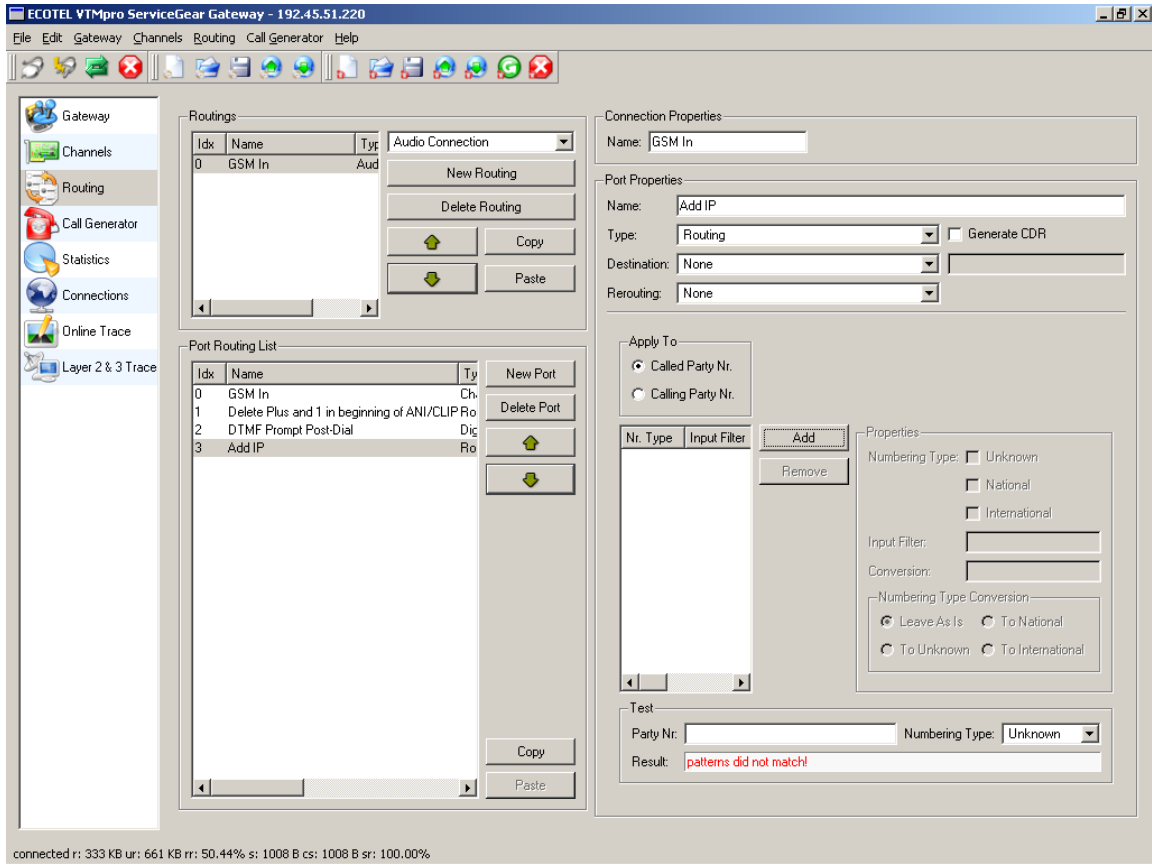 ECOTEL VTMpro ServiceGear Gateway - 192.45.51.220
File Edit Gateway Channels Routing Call Generator Help
Gateway
Channels
Routing
Call Generator
Statistics
Connections
Online Trace
Layer 2 & 3 Trace
Routings
Idx Name Typ
0 GSM In Aud
Audio Connection
New Routing
Delete Routing
Copy
Paste
Port Routing List
Idx Name Ty
0 GSM In Ch
1 Delete Plus and 1 in beginning of ANI/CLIP Ro
2 DTMF Prompt Post-Dial Dig
3 Add IP Ro
New Port
Delete Port
Copy
Paste
Connection Properties
Name: GSM In
Port Properties
Name: Add IP
Type: Routing Generate CDR
Destination: None
Rerouting: None
Apply To
Called Party Nr.
Calling Party Nr.
Nr. Type Input Filter
Add
Remove
Properties
Numbering Type: Unknown
National
International
Input Filter:
Conversion:
Numbering Type Conversion
Leave As Is To National
To Unknown To International
Test
Party Nr: Numbering Type: Unknown
Result: patterns did not match!
connected r: 333 KB ur: 661 KB rr: 50.44% s: 1008 B cs: 1008 B sr: 100.00%